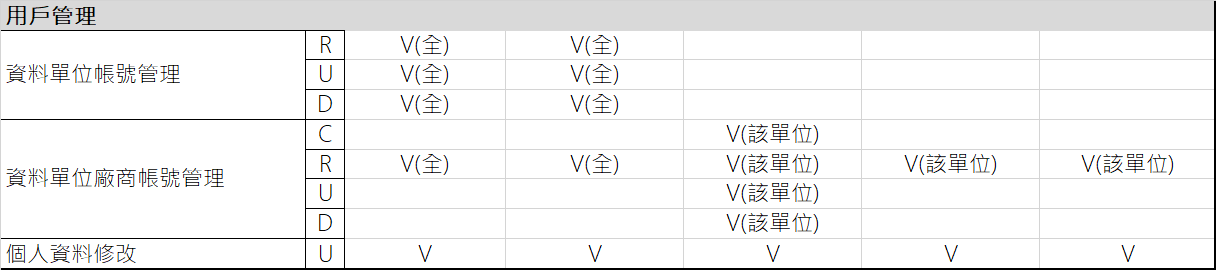 用戶管理
資料單位帳號管理 R V(全) V(全)
U V(全) V(全)
D V(全) V(全)
資料單位廠商帳號管理 C V(該單位)
R V(全) V(全) V(該單位) V(該單位) V(該單位)
U V(該單位)
D V(該單位)
個人資料修改 U V V V V V